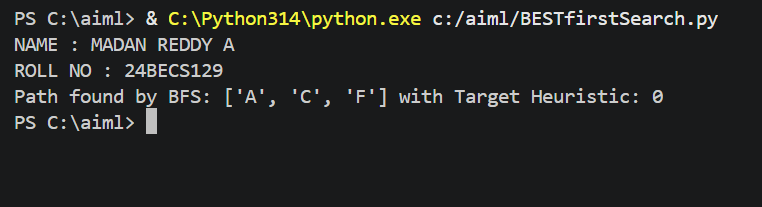 PS C:\aiml> & C:\Python314\python.exe c:/aiml/BESTfirstSearch.py
NAME : MADAN REDDY A
ROLL NO : 24BECS129
Path found by BFS: ['A', 'C', 'F'] with Target Heuristic: 0
PS C:\aiml>